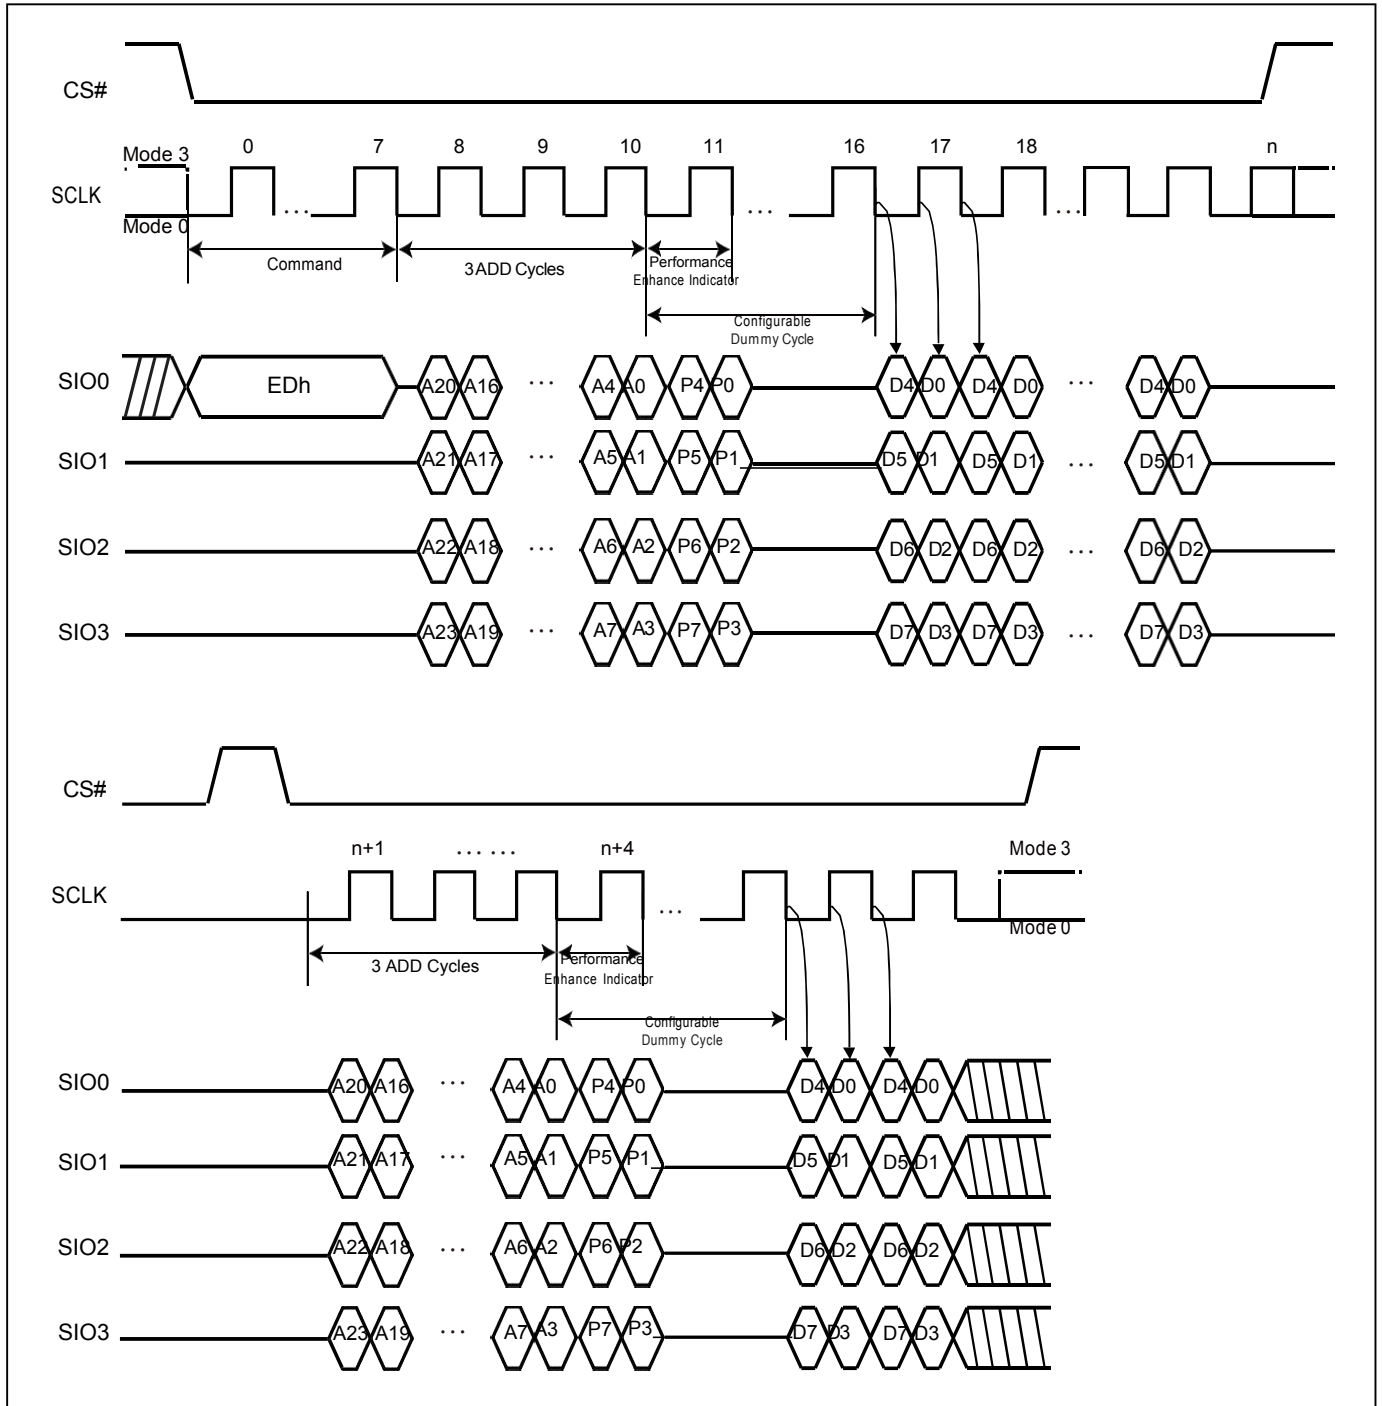 CS#
0 7 8 9 10 11 16 17 18 n
Mode 3
SCLK
...
...
...
Mode 0
Command
3 ADD Cycles
Performance
Enhance Indicator
Configurable
Dummy Cycle
SIO0 EDh A20 A16 ... A4 A0 P4 P0 D4 D0 D4 D0 ... D4 D0
SIO1 A21 A17 ... A5 A1 P5 P1 D5 D1 D5 D1 ... D5 D1
SIO2 A22 A18 ... A6 A2 P6 P2 D6 D2 D6 D2 ... D6 D2
SIO3 A23 A19 ... A7 A3 P7 P3 D7 D3 D7 D3 ... D7 D3
CS#
n+1 ... ... n+4 Mode 3
SCLK ...
Mode 0
3 ADD Cycles
Performance
Enhance Indicator
Configurable
Dummy Cycle
SIO0 A20 A16 ... A4 A0 P4 P0 D4 D0 D4 D0
SIO1 A21 A17 ... A5 A1 P5 P1 D5 D1 D5 D1
SIO2 A22 A18 ... A6 A2 P6 P2 D6 D2 D6 D2
SIO3 A23 A19 ... A7 A3 P7 P3 D7 D3 D7 D3